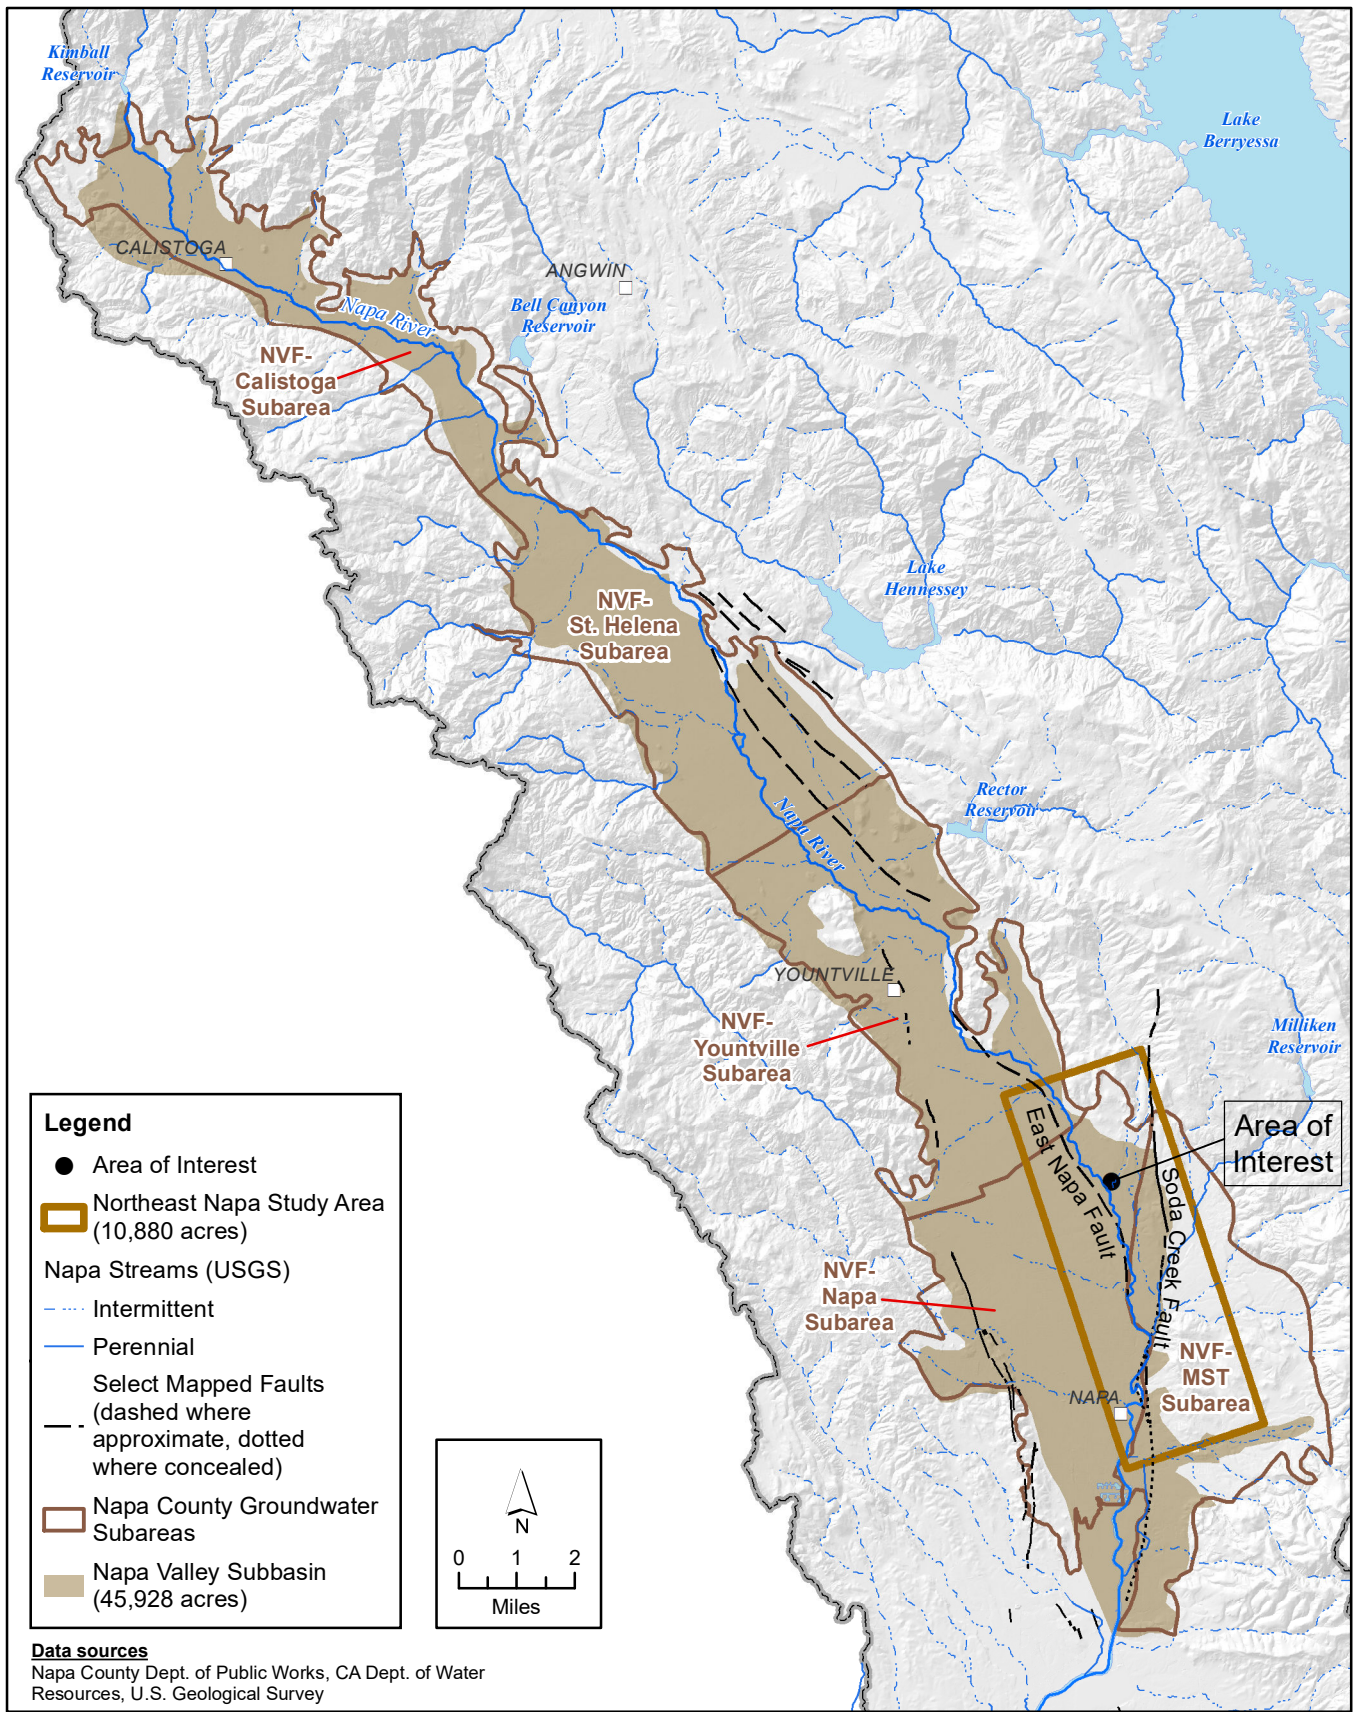 Kimball
Reservoir
Lake
Berryessa
CALISTOGA
ANGWIN
Napa River
Bell Canyon
Reservoir
NVF-
Calistoga
Subarea
Lake
Hennessey
NVF-
St. Helena
Subarea
Rector
Reservoir
Napa River
YOUNTVILLE
NVF-
Yountville
Subarea
Milliken
Reservoir
Area of
Interest
East Napa Fault
Soda Creek Fault
NVF-
Napa
Subarea
NVF-
MST
Subarea
NAPA
Legend
Area of Interest
Northeast Napa Study Area
(10,880 acres)
Napa Streams (USGS)
Intermittent
Perennial
Select Mapped Faults
(dashed where
approximate, dotted
where concealed)
Napa County Groundwater
Subareas
Napa Valley Subbasin
(45,928 acres)
N
0 1 2
Miles
Data sources
Napa County Dept. of Public Works, CA Dept. of Water
Resources, U.S. Geological Survey